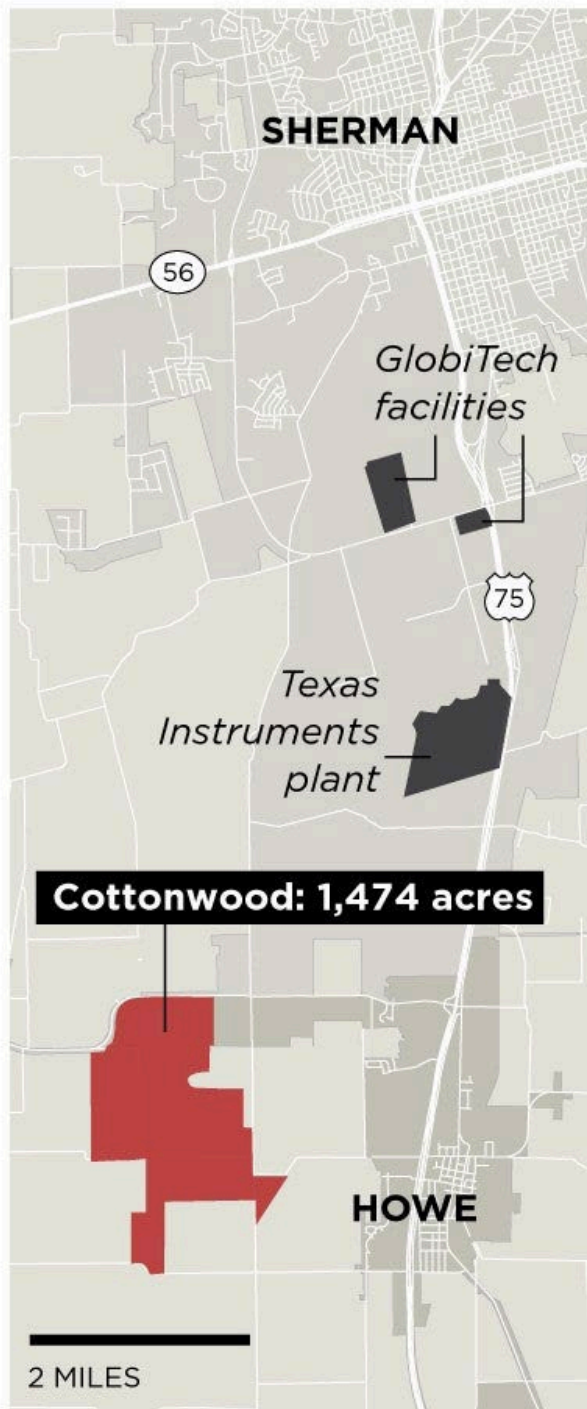 SHERMAN
56
GlobiTech
facilities
75
Texas
Instruments
plant
Cottonwood: 1,474 acres
HOWE
2 MILES